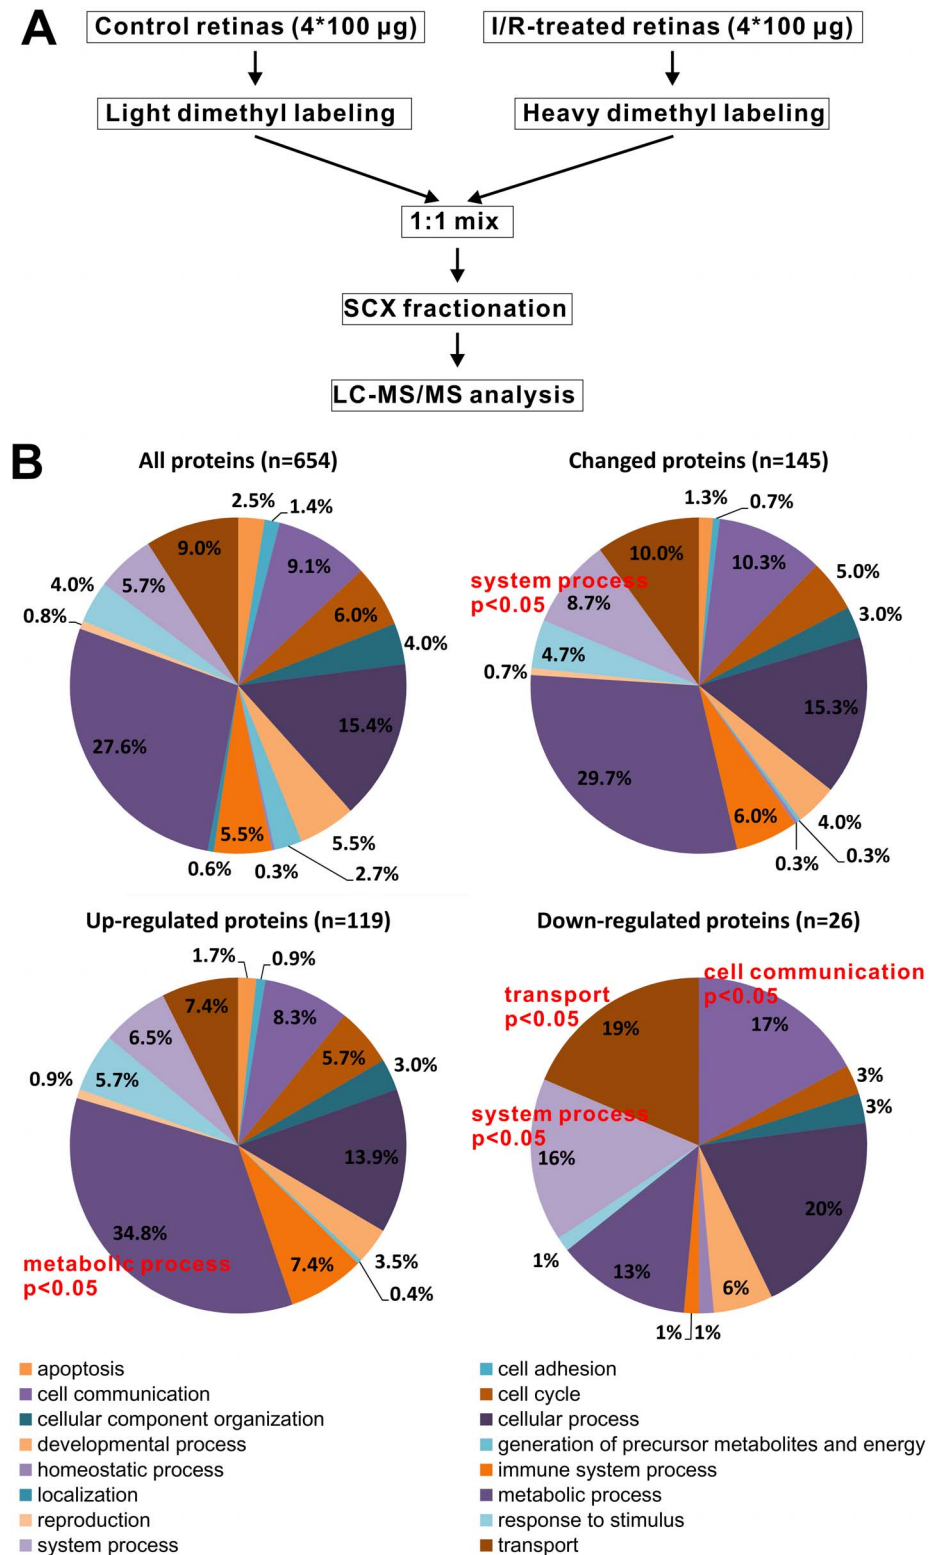 A
Control retinas (4*100 µg)
I/R-treated retinas (4*100 µg)
Light dimethyl labeling
Heavy dimethyl labeling
1:1 mix
SCX fractionation
LC-MS/MS analysis
B
All proteins (n=654)
2.5%
1.4%
9.1%
6.0%
4.0%
15.4%
5.5%
2.7%
0.3%
5.5%
0.6%
27.6%
0.8%
4.0%
5.7%
9.0%
Changed proteins (n=145)
1.3%
0.7%
10.3%
5.0%
3.0%
15.3%
4.0%
0.3%
0.3%
6.0%
29.7%
0.7%
4.7%
system process
p<0.05
8.7%
10.0%
Up-regulated proteins (n=119)
1.7%
0.9%
8.3%
5.7%
3.0%
13.9%
3.5%
0.4%
7.4%
34.8%
metabolic process
p<0.05
0.9%
5.7%
6.5%
7.4%
Down-regulated proteins (n=26)
cell communication
p<0.05
17%
3%
3%
20%
6%
1%
1%
13%
1%
system process
p<0.05
16%
transport
p<0.05
19%
apoptosis
cell adhesion
cell communication
cell cycle
cellular component organization
cellular process
developmental process
generation of precursor metabolites and energy
homeostatic process
immune system process
localization
metabolic process
reproduction
response to stimulus
system process
transport